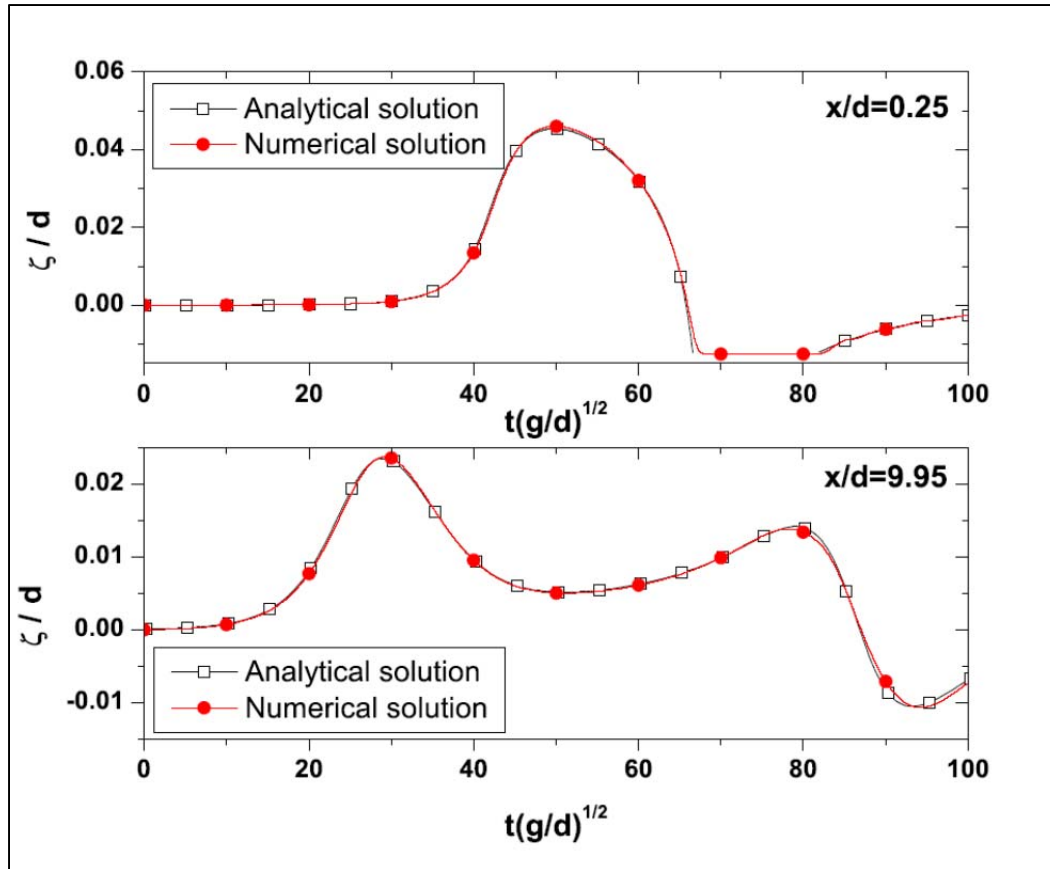 0.06
Analytical solution
Numerical solution
x/d=0.25
0.04
0.02
0.00
ζ / d
0 20 40 60 80 100
t(g/d)^1/2
x/d=9.95
0.02
0.01
0.00
-0.01
ζ / d
Analytical solution
Numerical solution
0 20 40 60 80 100
t(g/d)^1/2